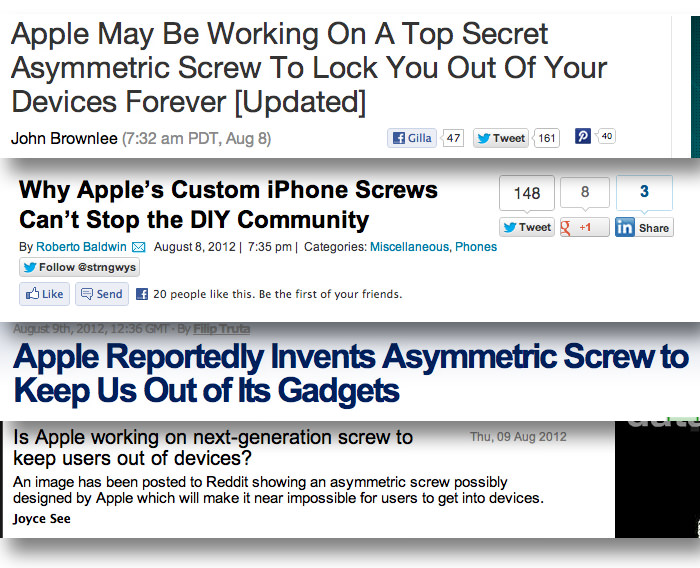 Apple May Be Working On A Top Secret
Asymmetric Screw To Lock You Out Of Your
Devices Forever [Updated]
John Brownlee (7:32 am PDT, Aug 8)
Gilla 47 Tweet 161 40
Why Apple's Custom iPhone Screws
Can't Stop the DIY Community
148 8 3
Tweet +1 in Share
By Roberto Baldwin August 8, 2012 | 7:35 pm | Categories: Miscellaneous, Phones
Follow @strngwys
Like Send 20 people like this. Be the first of your friends.
August 9th, 2012, 12:36 GMT · By Filip Truta
Apple Reportedly Invents Asymmetric Screw to
Keep Us Out of Its Gadgets
Is Apple working on next-generation screw to
keep users out of devices?
Thu, 09 Aug 2012
An image has been posted to Reddit showing an asymmetric screw possibly
designed by Apple which will make it near impossible for users to get into devices.
Joyce See